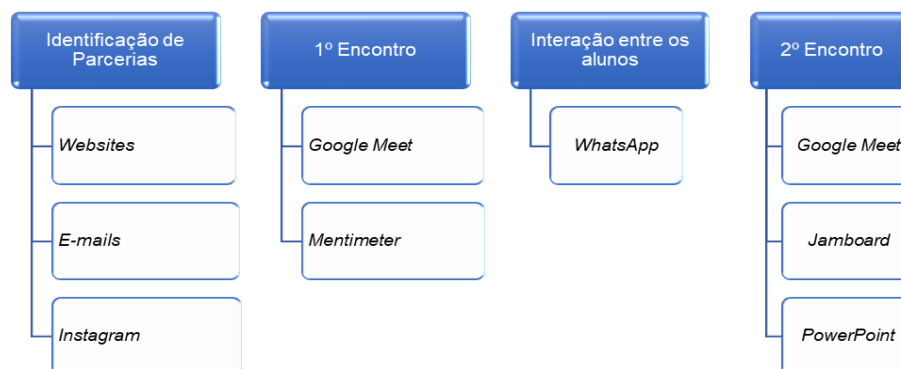 Identificação de
Parcerias
Websites
E-mails
Instagram
1º Encontro
Google Meet
Mentimeter
Interação entre os
alunos
WhatsApp
2º Encontro
Google Meet
Jamboard
PowerPoint